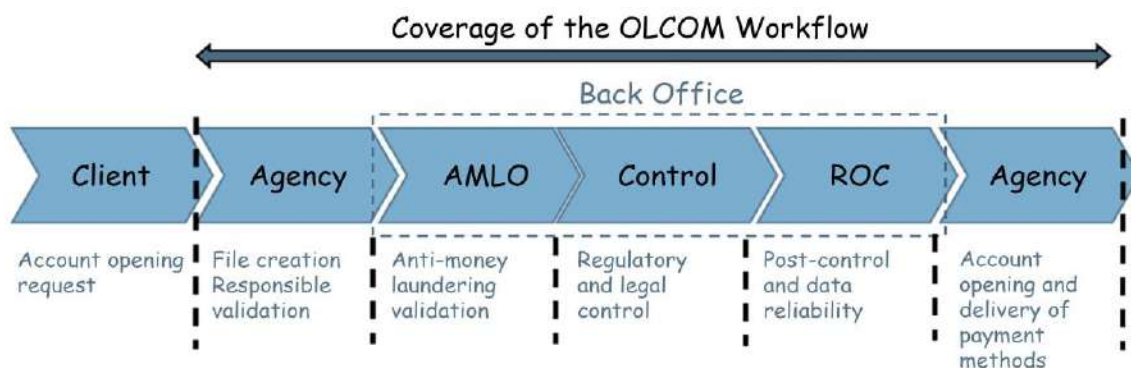 Coverage of the OLCOM Workflow
Back Office
Client
Agency
AMLO
Control
ROC
Agency
Account opening
request
File creation
Responsible
validation
Anti-money
laundering
validation
Regulatory
and legal
control
Post-control
and data
reliability
Account
opening and
delivery of
payment
methods